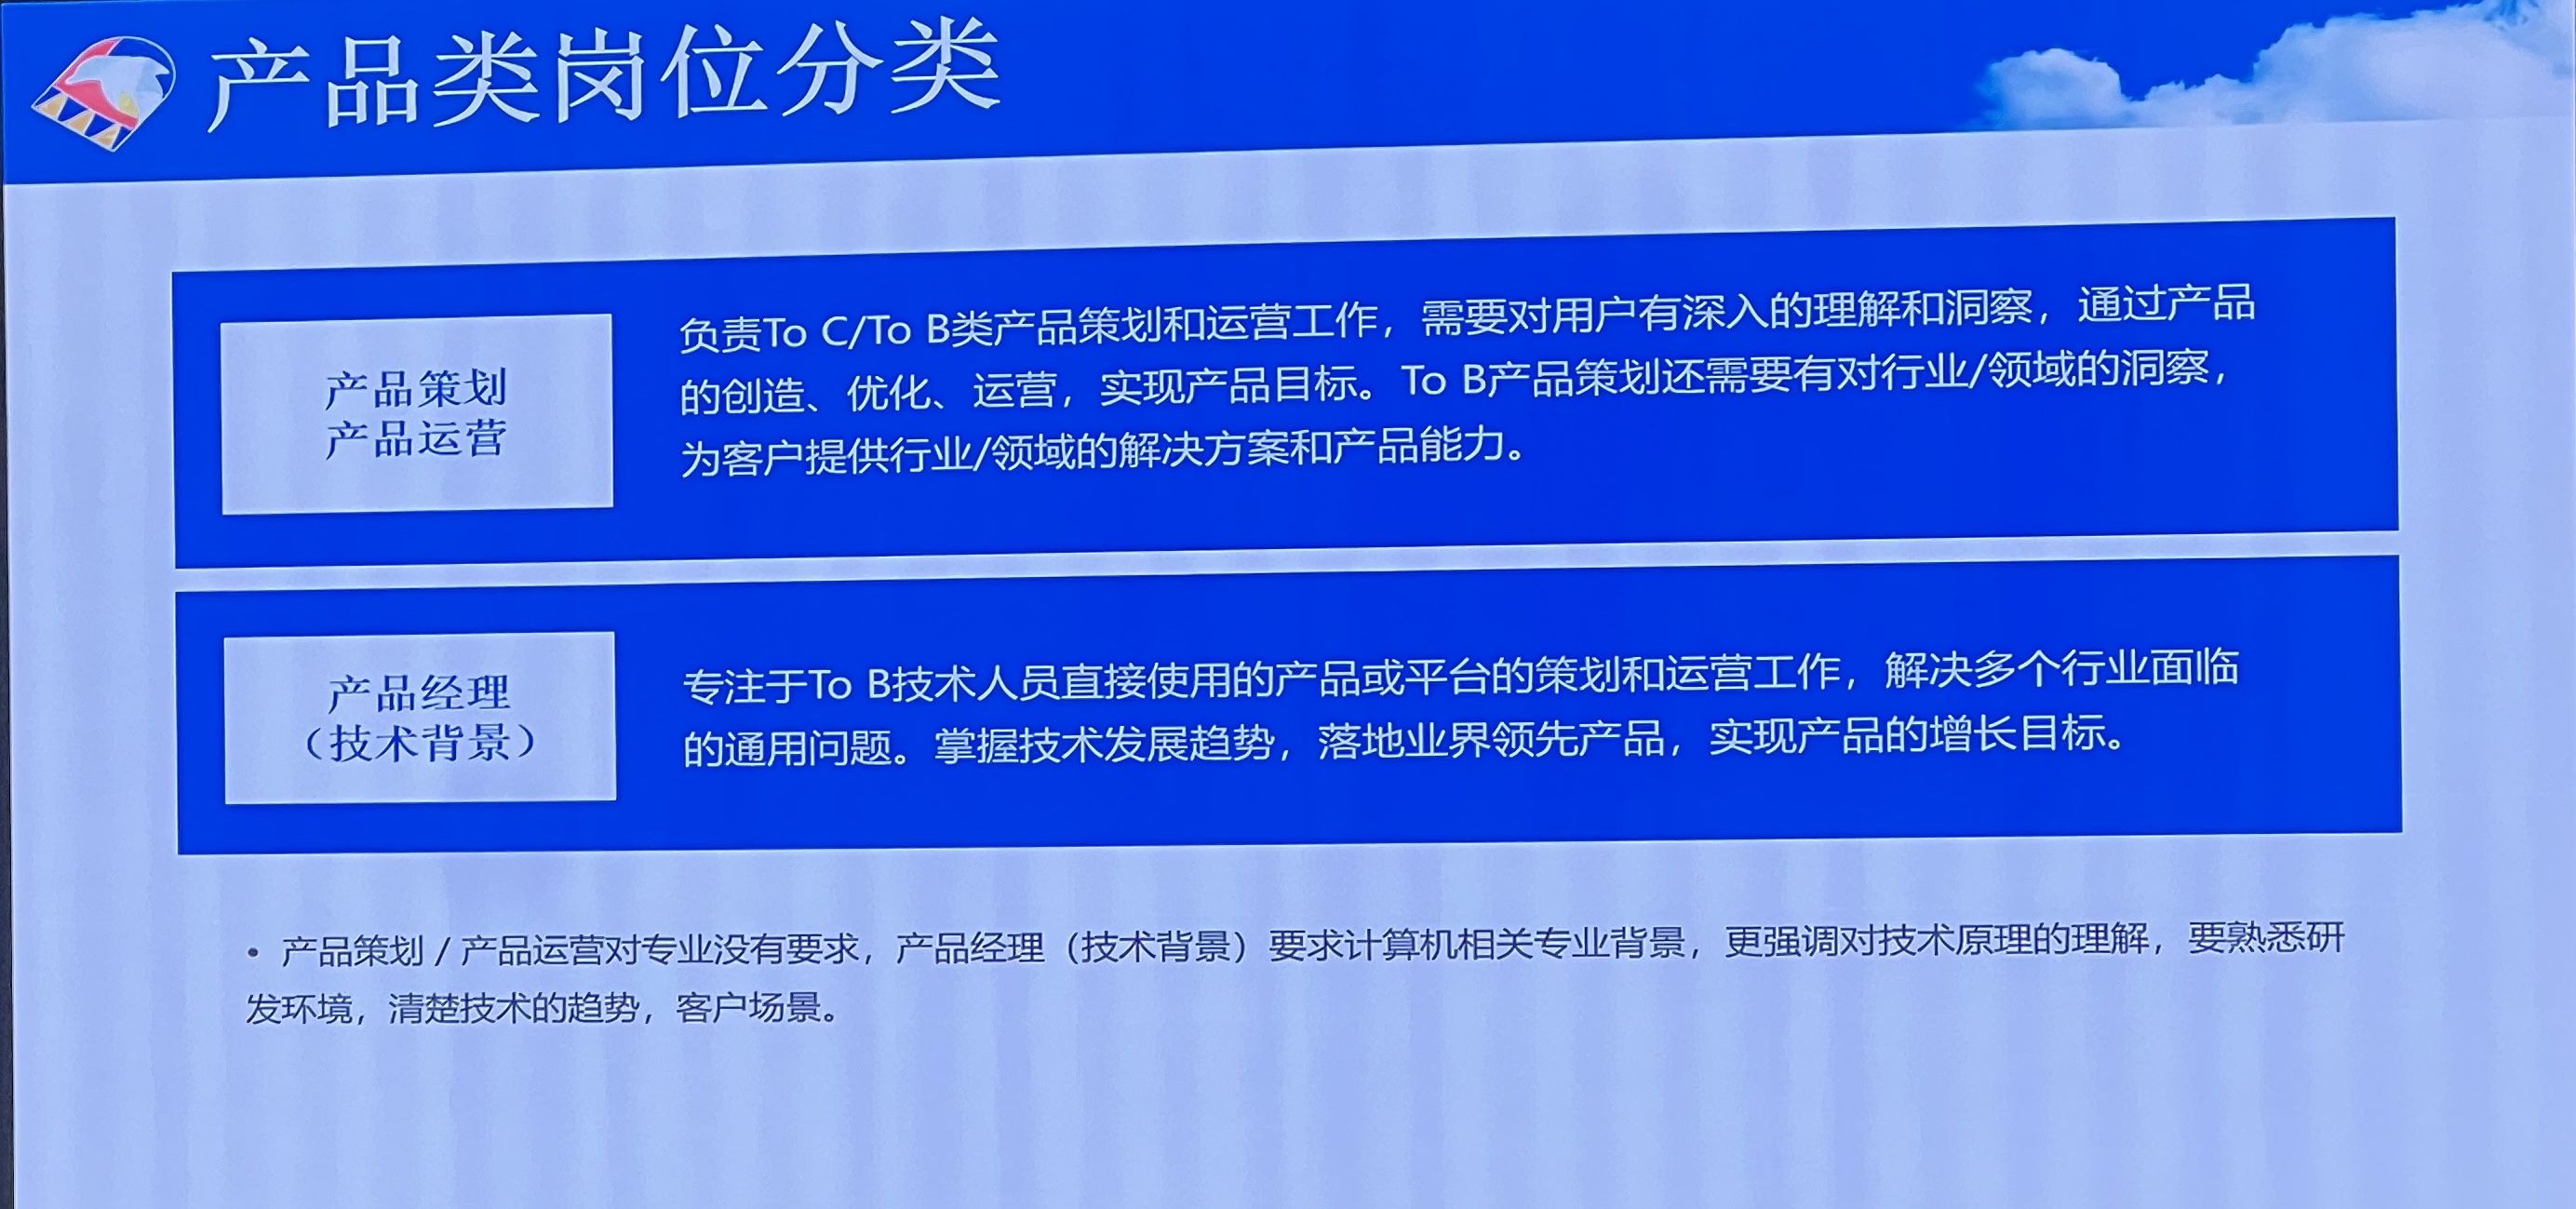 产品类岗位分类
产品策划
产品运营
负责To C/To B类产品策划和运营工作，需要对用户有深入的理解和洞察，通过产品
的创造、优化、运营，实现产品目标。To B产品策划还需要有对行业/领域的洞察，
为客户提供行业/领域的解决方案和产品能力。
产品经理
（技术背景）
专注于To B技术人员直接使用的产品或平台的策划和运营工作，解决多个行业面临
的通用问题。掌握技术发展趋势，落地业界领先产品，实现产品的增长目标。
• 产品策划 / 产品运营对专业没有要求，产品经理（技术背景）要求计算机相关专业背景，更强调对技术原理的理解，要熟悉研
发环境，清楚技术的趋势，客户场景。